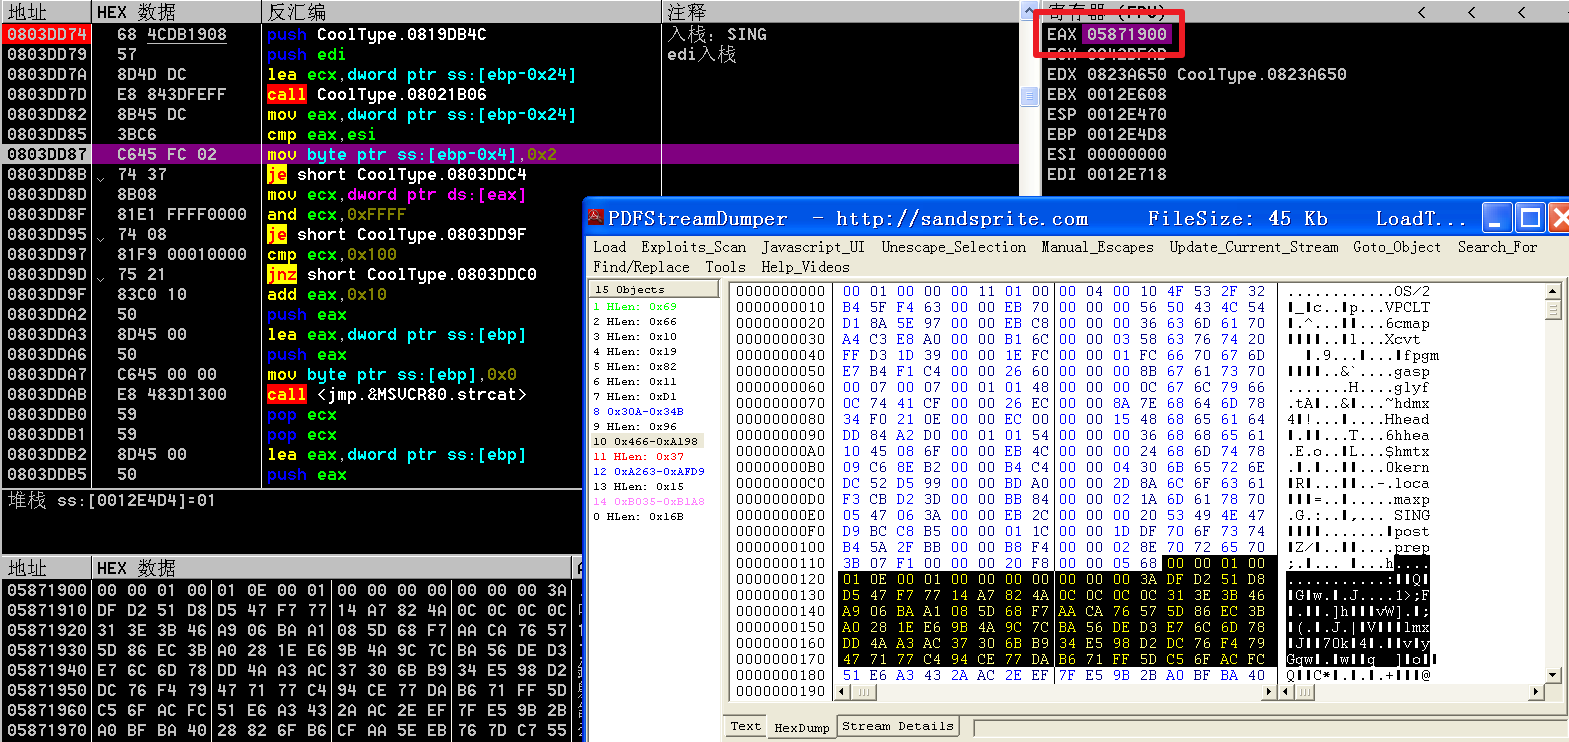 地址 HEX 数据 反汇编 注释
0803DD74 68 4CDB1908 push CoolType.0819DB4C 入栈: SING
0803DD79 57 push edi edi入栈
0803DD7A 8D4D DC lea ecx,dword ptr ss:[ebp-0x24]
0803DD7D E8 843DFEFF call CoolType.08021B06
0803DD82 8B45 DC mov eax,dword ptr ss:[ebp-0x24]
0803DD85 3BC6 cmp eax,esi
0803DD87 C645 FC 02 mov byte ptr ss:[ebp-0x4],0x2
0803DD8B 74 37 je short CoolType.0803DDC4
0803DD8D 8B08 mov ecx,dword ptr ds:[eax]
0803DD8F 81E1 FFFF0000 and ecx,0xFFFF
0803DD95 74 08 je short CoolType.0803DD9F
0803DD97 81F9 00010000 cmp ecx,0x100
0803DD9D 75 21 jnz short CoolType.0803DDC0
0803DD9F 83C0 10 add eax,0x10
0803DDA2 50 push eax
0803DDA3 8D45 00 lea eax,dword ptr ss:[ebp]
0803DDA6 50 push eax
0803DDA7 C645 00 00 mov byte ptr ss:[ebp],0x0
0803DDAB E8 483D1300 call <jmp.&MSVCR80.strcat>
0803DDB0 59 pop ecx
0803DDB1 59 pop ecx
0803DDB2 8D45 00 lea eax,dword ptr ss:[ebp]
0803DDB5 50 push eax
堆栈 ss:[0012E4D4]=01
寄存器 (FPU) < < <
EAX 05871900
EDX 0823A650 CoolType.0823A650
EBX 0012E608
ESP 0012E470
EBP 0012E4D8
ESI 00000000
EDI 0012E718
地址 HEX 数据
05871900 00 00 01 00 01 0E 00 01 00 00 00 00 00 00 00 3A
05871910 DF D2 51 D8 D5 47 F7 77 14 A7 82 4A 0C 0C 0C 0C
05871920 31 3E 3B 46 A9 06 BA A1 08 5D 68 F7 AA CA 76 57
05871930 5D 86 EC 3B A0 28 1E E6 9B 4A 9C 7C BA 56 DE D3
05871940 E7 6C 6D 78 DD 4A A3 AC 37 30 6B B9 34 E5 98 D2
05871950 DC 76 F4 79 47 71 77 C4 94 CE 77 DA B6 71 FF 5D
05871960 C5 6F AC FC 51 E6 A3 43 2A AC 2E EF 7F E5 9B 2B
05871970 A0 BF BA 40 28 82 6F B6 CF AA 5E EB 76 7D C7 55
PDFStreamDumper - http://sandsprite.com FileSize: 45 Kb LoadT...
Load Exploits_Scan Javascript_UI Unescape_Selection Manual_Escapes Update_Current_Stream Goto_Object Search_For
Find/Replace Tools Help_Videos
15 Objects
1 HLen: 0x69
2 HLen: 0x66
3 HLen: 0x10
4 HLen: 0x19
5 HLen: 0x82
6 HLen: 0x11
7 HLen: 0xD1
8 0x30A-0x34B
9 HLen: 0x96
10 0x466-0xA198
11 HLen: 0x37
12 0xA263-0xAFD9
13 HLen: 0x15
14 0xB035-0xB1A8
0 HLen: 0x16B
0000000000 00 01 00 00 00 11 01 00 00 00 04 00 10 4F 53 2F 32 ............OS/2
0000000010 B4 5F F4 63 00 00 EB 70 00 00 00 56 50 43 4C 54
0000000020 D1 8A 5E 97 00 00 EB C8 00 00 00 36 63 6D 61 70
0000000030 A4 C3 E8 A0 00 00 B1 6C 00 00 03 58 63 76 74 20
0000000040 FF D3 1D 39 00 00 1E FC 00 00 01 FC 66 70 67 6D
0000000050 E7 B4 F1 C4 00 00 26 60 00 00 00 8B 67 61 73 70
0000000060 00 07 00 07 00 01 01 48 00 00 00 0C 67 6C 79 66 .......H....glyf
0000000070 0C 74 41 CF 00 00 26 EC 00 00 8A 7E 68 64 6D 78
0000000080 34 F0 21 0E 00 00 EC 00 00 00 15 48 68 65 61 64
0000000090 DD 84 A2 D0 00 01 01 54 00 00 00 36 68 68 65 61
00000000A0 10 45 08 6F 00 00 EB 4C 00 00 00 24 68 6D 74 78
00000000B0 09 C6 8E B2 00 00 B4 C4 00 00 04 30 6B 65 72 6E
00000000C0 DC 52 D5 99 00 00 BD A0 00 00 2D 8A 6C 6F 63 61
00000000D0 F3 CB D2 3D 00 00 BB 84 00 00 02 1A 6D 61 78 70
00000000E0 05 47 06 3A 00 00 EB 2C 00 00 00 20 53 49 4E 47
00000000F0 D9 BC C8 B5 00 00 01 1C 00 00 1D DF 70 6F 73 74
0000000100 B4 5A 2F BB 00 00 B8 F4 00 00 02 8E 70 72 65 70
0000000110 3B 07 F1 00 00 00 20 F8 00 00 05 68 00 00 01 00
0000000120 01 0E 00 01 00 00 00 00 00 00 00 3A DF D2 51 D8
0000000130 D5 47 F7 77 14 A7 82 4A 0C 0C 0C 0C 31 3E 3B 46
0000000140 A9 06 BA A1 08 5D 68 F7 AA CA 76 57 5D 86 EC 3B
0000000150 A0 28 1E E6 9B 4A 9C 7C BA 56 DE D3 E7 6C 6D 78
0000000160 DD 4A A3 AC 37 30 6B B9 34 E5 98 D2 DC 76 F4 79
0000000170 47 71 77 C4 94 CE 77 DA B6 71 FF 5D C5 6F AC FC
0000000180 51 E6 A3 43 2A AC 2E EF 7F E5 9B 2B A0 BF BA 40
0000000190
Text HexDump Stream Details